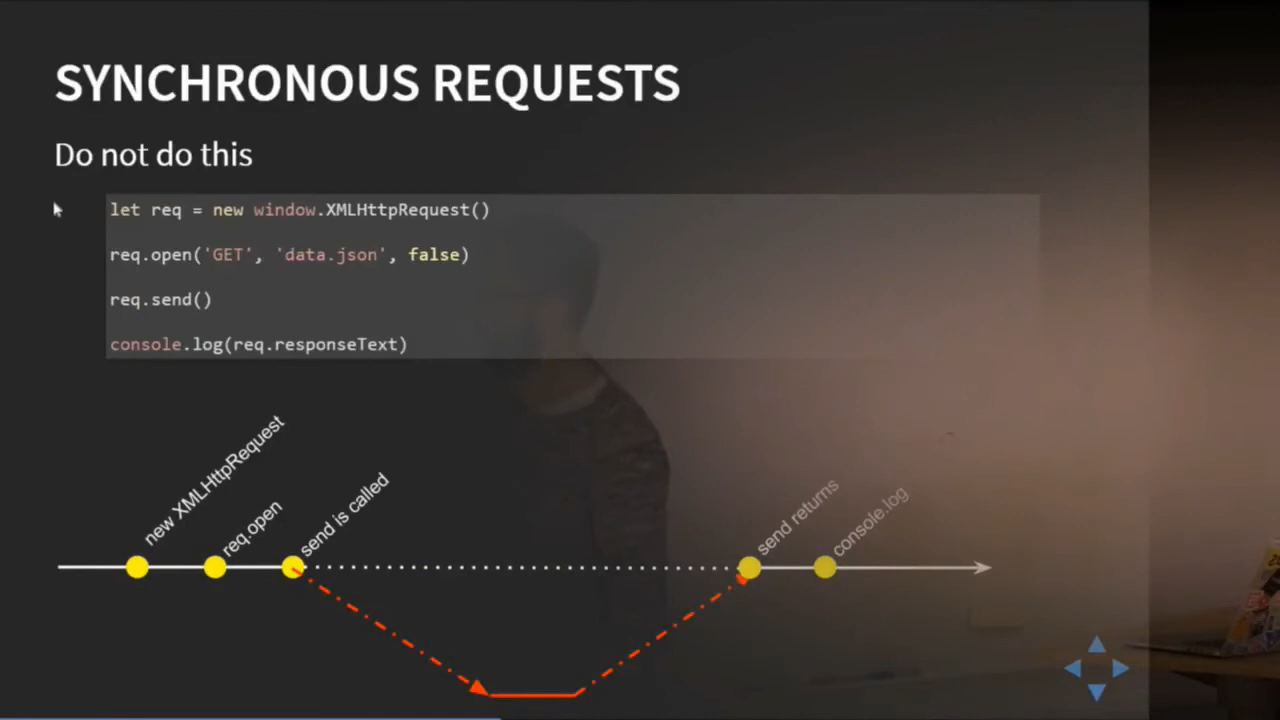 SYNCHRONOUS REQUESTS
Do not do this
let req = new window.XMLHttpRequest()
req.open('GET', 'data.json', false)
req.send()
console.log(req.responseText)
new XMLHttpRequest
req.open
send is called
send returns
console.log